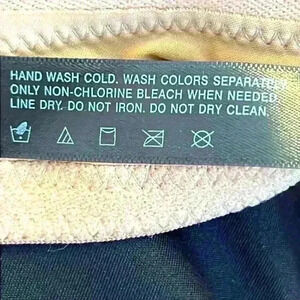 HAND WASH COLD. WASH COLORS SEPARATELY.
ONLY NON-CHLORINE BLEACH WHEN NEEDED.
LINE DRY. DO NOT IRON. DO NOT DRY CLEAN.